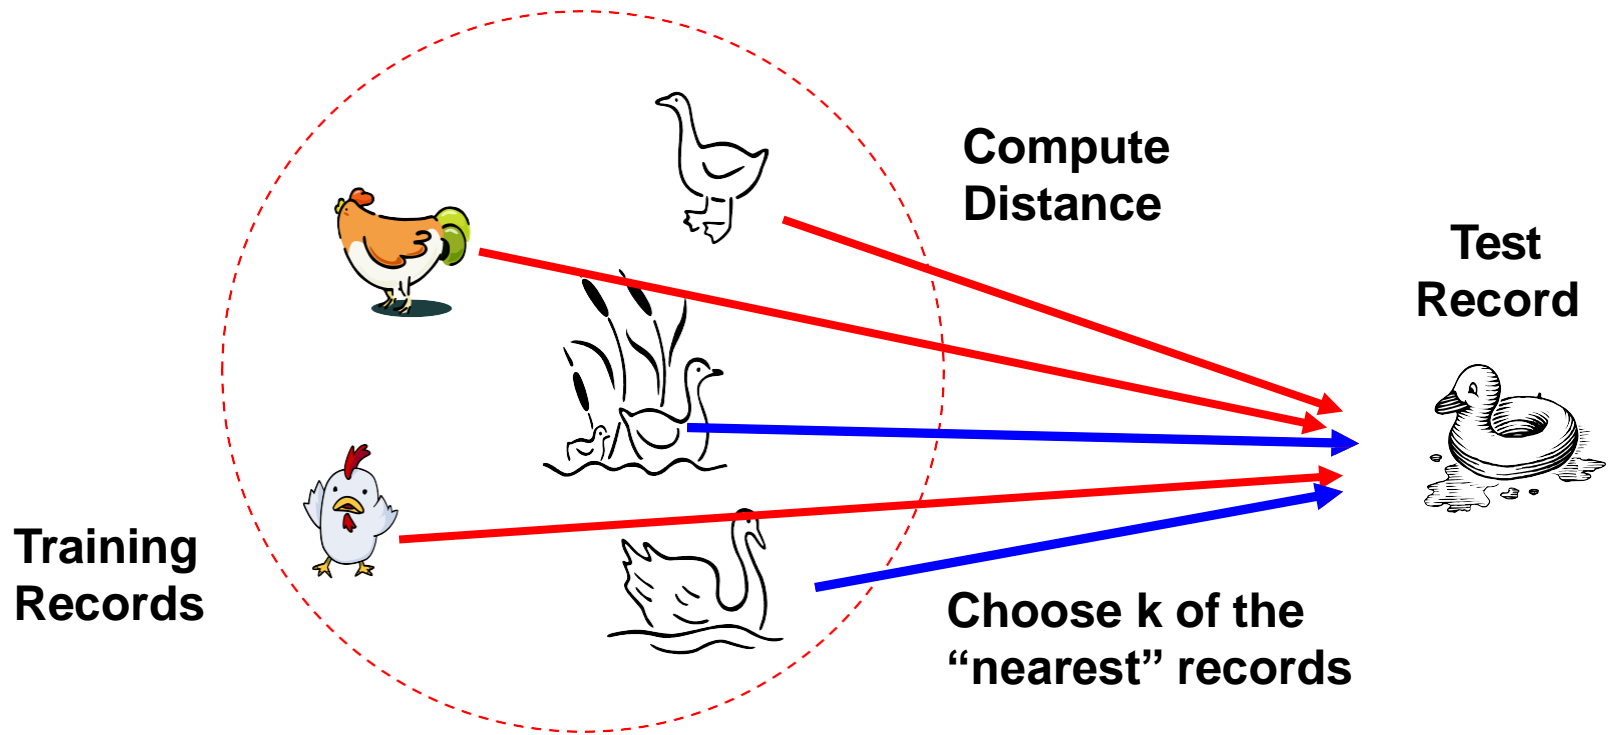 Compute
Distance
Test
Record
Training
Records
Choose k of the
“nearest” records